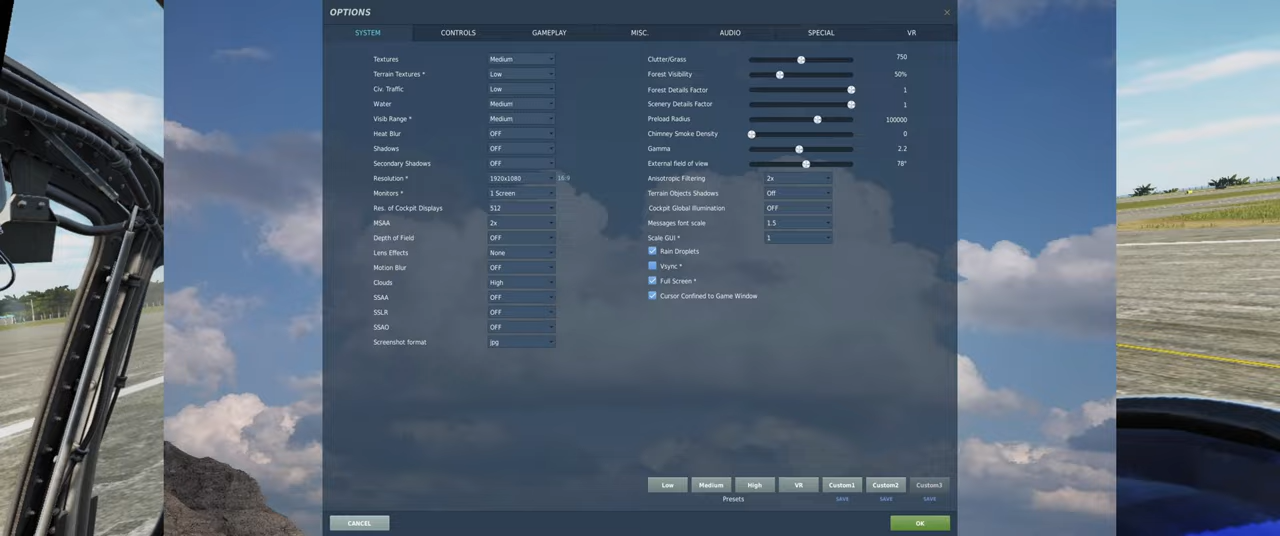 OPTIONS
SYSTEM CONTROLS GAMEPLAY MISC. AUDIO SPECIAL VR
Textures Medium
Terrain Textures * Low
Civ. Traffic Low
Water Medium
Visib Range * Medium
Heat Blur OFF
Shadows OFF
Secondary Shadows OFF
Resolution * 1920x1080 16:9
Monitors * 1 Screen
Res. of Cockpit Displays 512
MSAA 2x
Depth of Field OFF
Lens Effects None
Motion Blur OFF
Clouds High
SSAA OFF
SSLR OFF
SSAO OFF
Screenshot format jpg
Clutter/Grass 750
Forest Visibility 50%
Forest Details Factor 1
Scenery Details Factor 1
Preload Radius 100000
Chimney Smoke Density 0
Gamma 2.2
External field of view 78°
Anisotropic Filtering 2x
Terrain Objects Shadows Off
Cockpit Global Illumination OFF
Messages font scale 1.5
Scale GUI * 1
Rain Droplets
Vsync *
Full Screen *
Cursor Confined to Game Window
Low Medium High VR Custom1 Custom2 Custom3
Presets SAVE SAVE SAVE
CANCEL OK